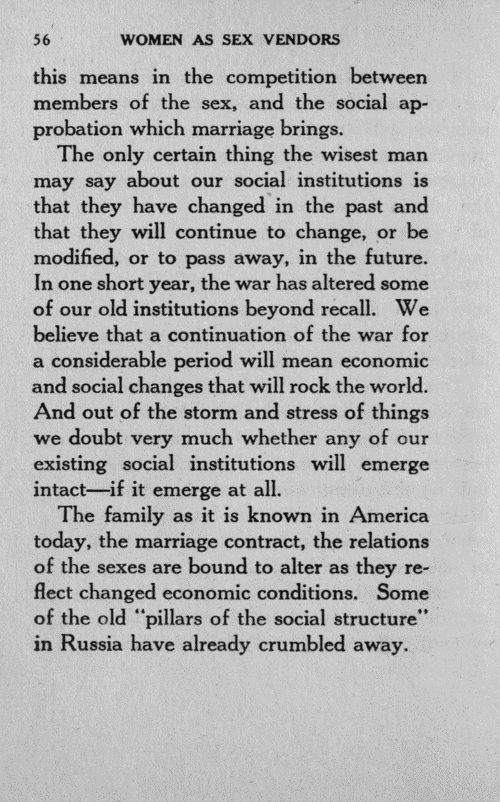 56 WOMEN AS SEX VENDORS
this means in the competition between
members of the sex, and the social ap-
probation which marriage brings.
The only certain thing the wisest man
may say about our social institutions is
that they have changed in the past and
that they will continue to change, or be
modified, or to pass away, in the future.
In one short year, the war has altered some
of our old institutions beyond recall. We
believe that a continuation of the war for
a considerable period will mean economic
and social changes that will rock the world.
And out of the storm and stress of things
we doubt very much whether any of our
existing social institutions will emerge
intact—if it emerge at all.
The family as it is known in America
today, the marriage contract, the relations
of the sexes are bound to alter as they re-
flect changed economic conditions. Some
of the old "pillars of the social structure"
in Russia have already crumbled away.